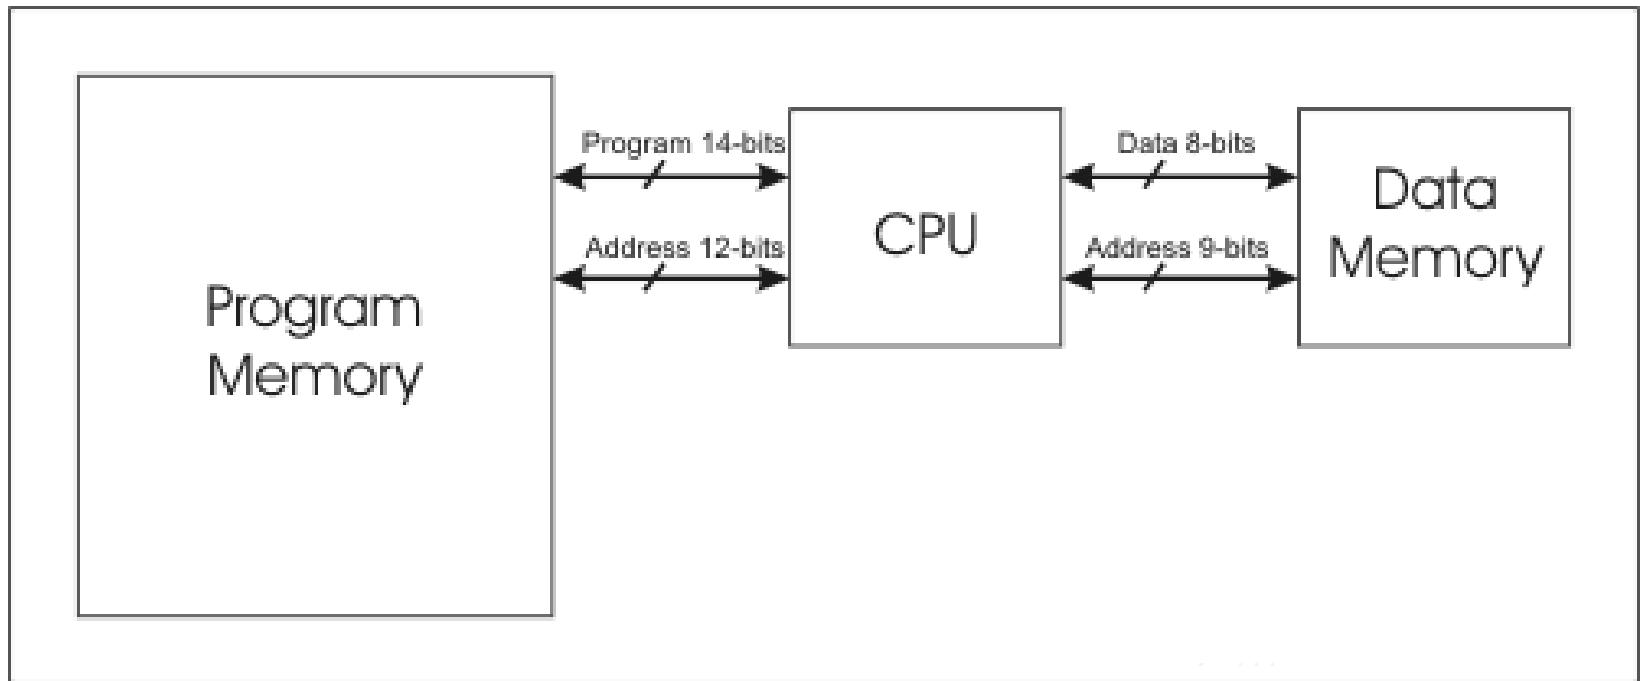 Program
Memory
Program 14-bits
Address 12-bits
CPU
Data 8-bits
Address 9-bits
Data
Memory